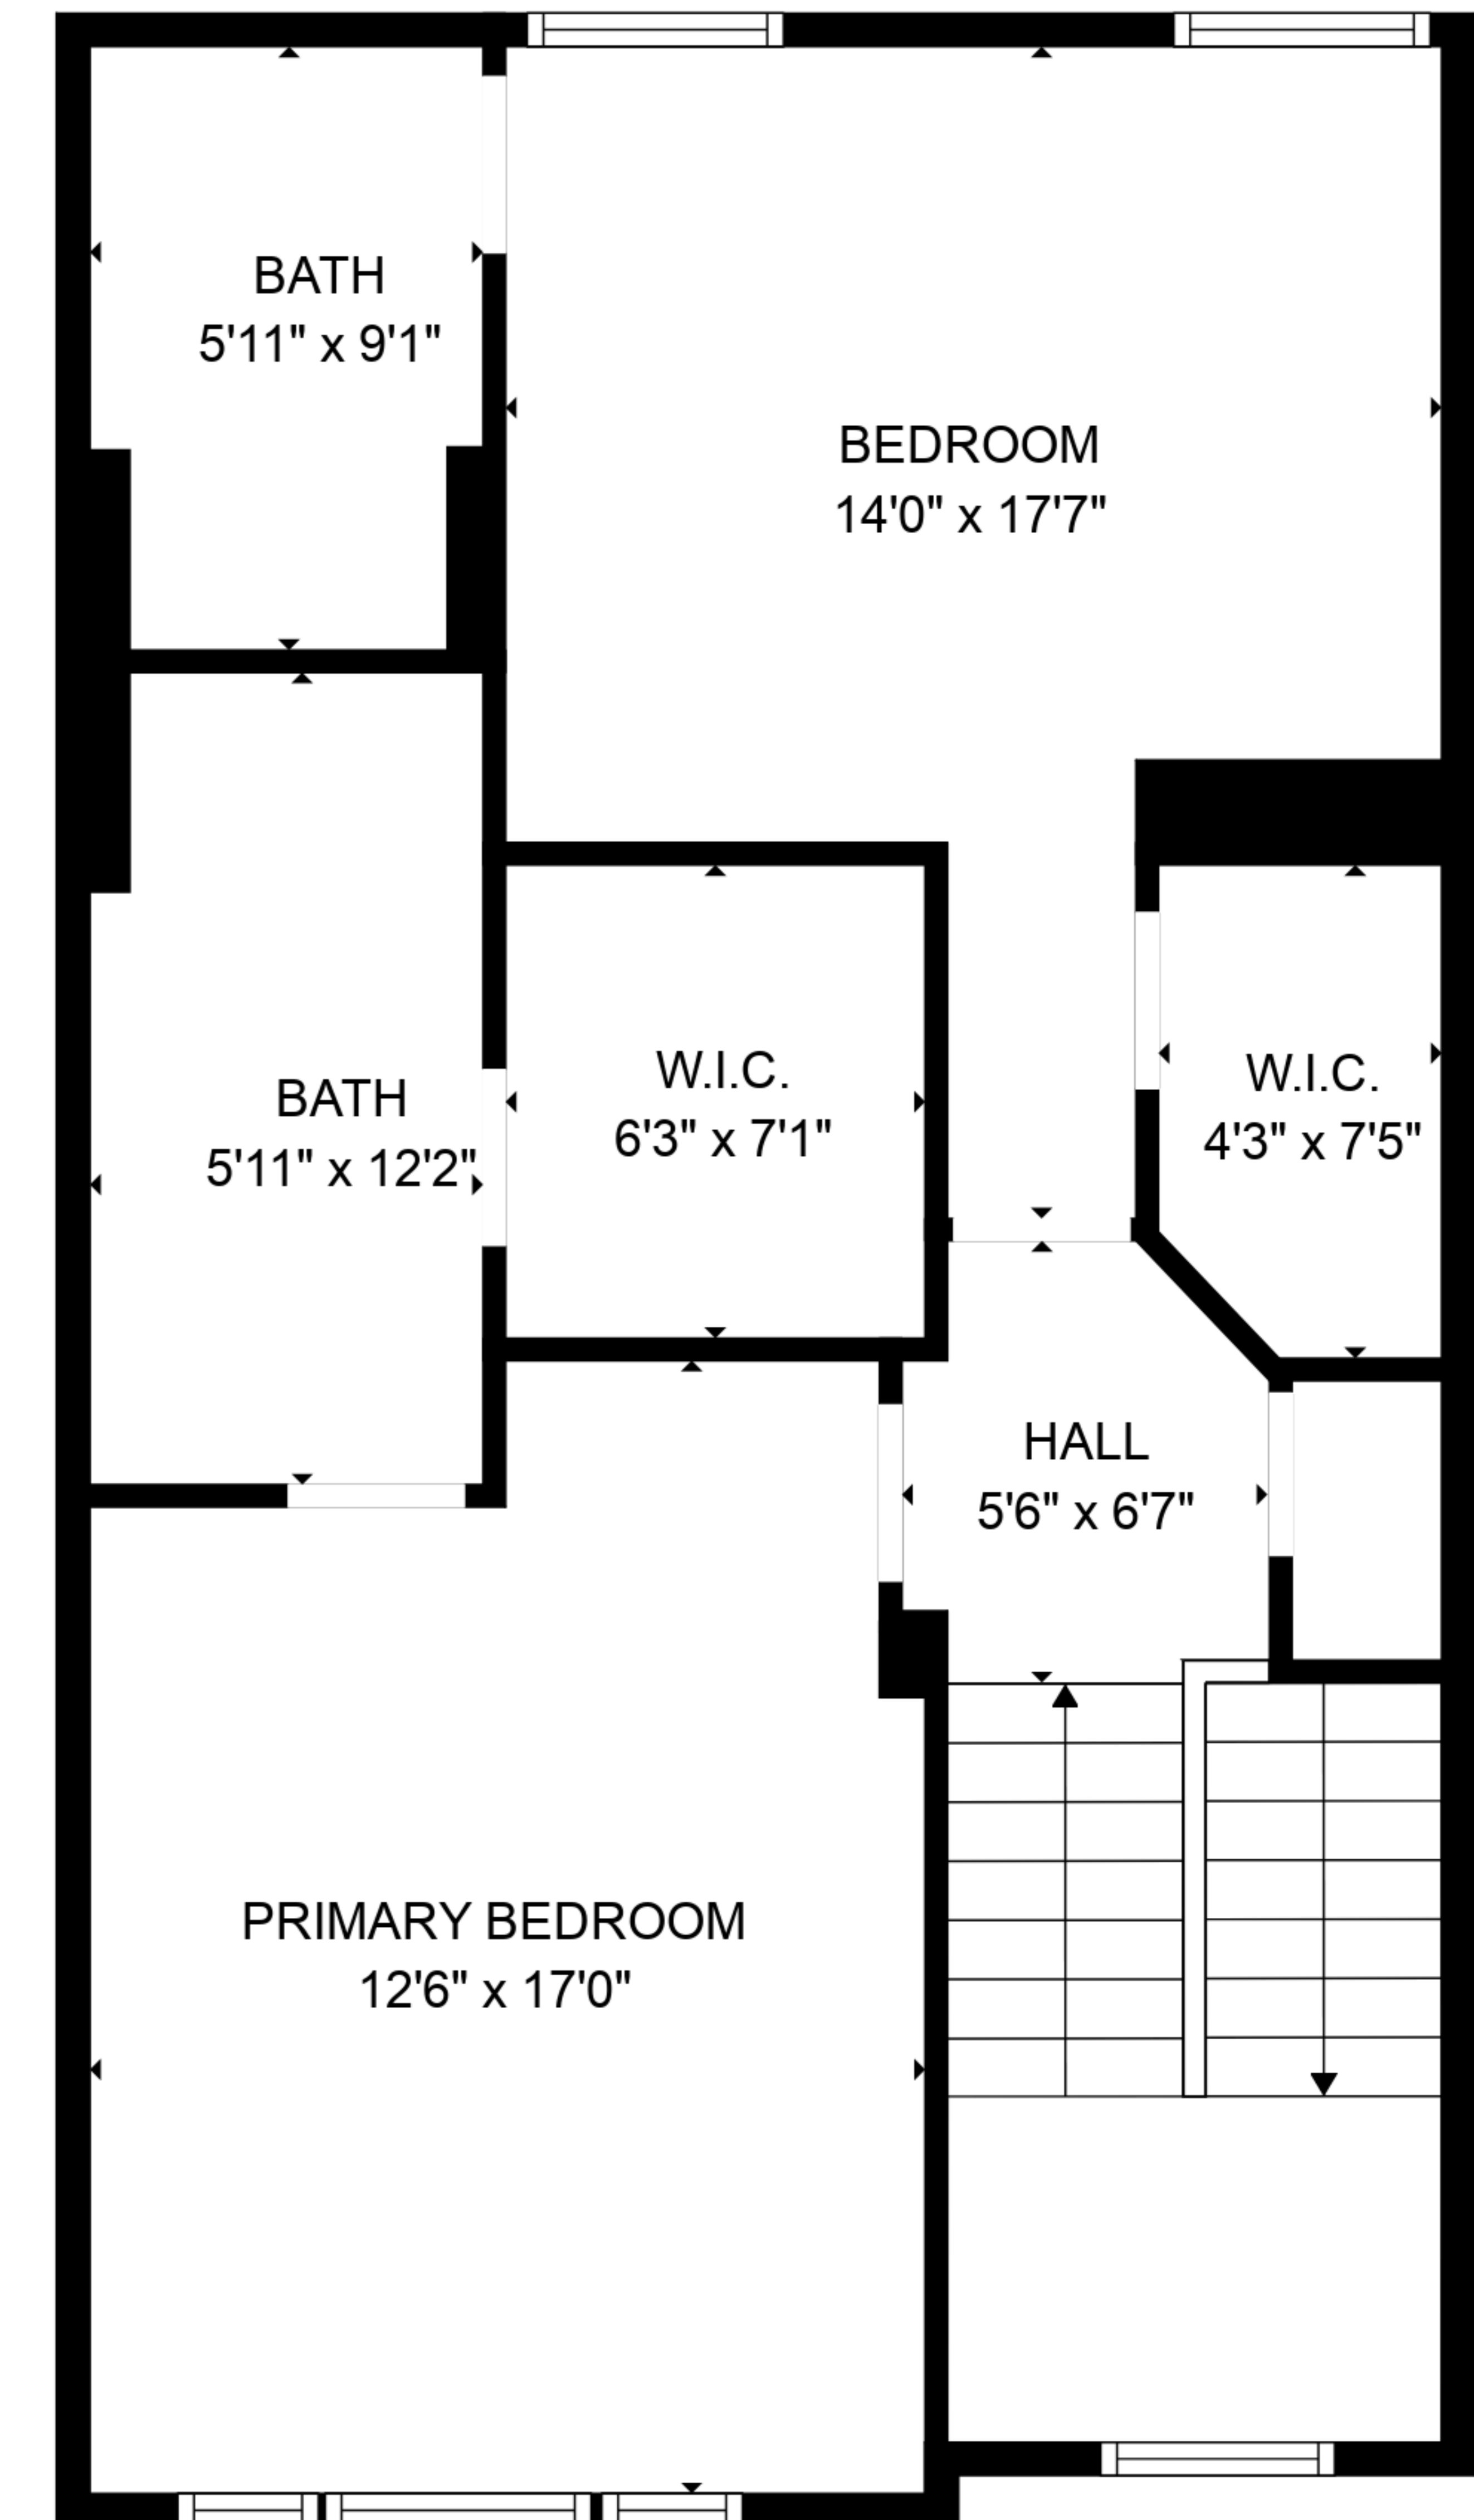 BATH
5'11" x 9'1"
BEDROOM
14'0" x 17'7"
W.I.C.
6'3" x 7'1"
W.I.C.
4'3" x 7'5"
BATH
5'11" x 12'2"
HALL
5'6" x 6'7"
PRIMARY BEDROOM
12'6" x 17'0"